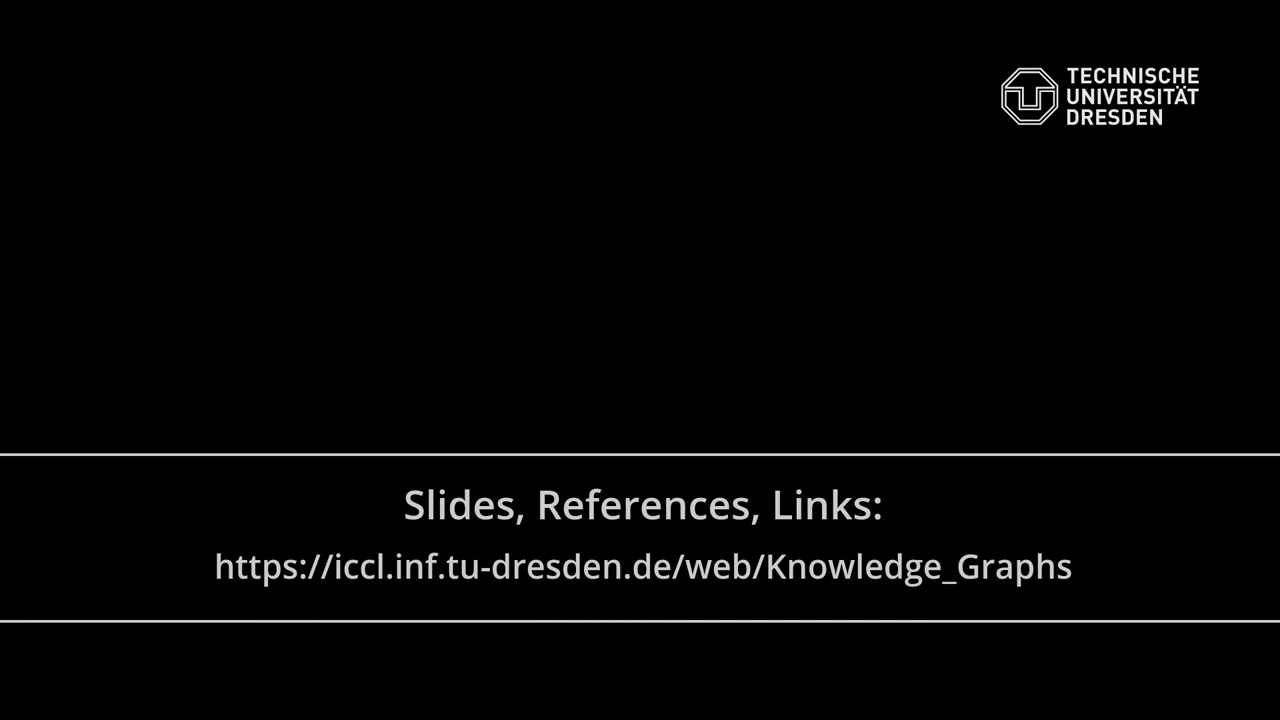 TECHNISCHE
UNIVERSITÄT
DRESDEN
Slides, References, Links:
https://iccl.inf.tu-dresden.de/web/Knowledge_Graphs